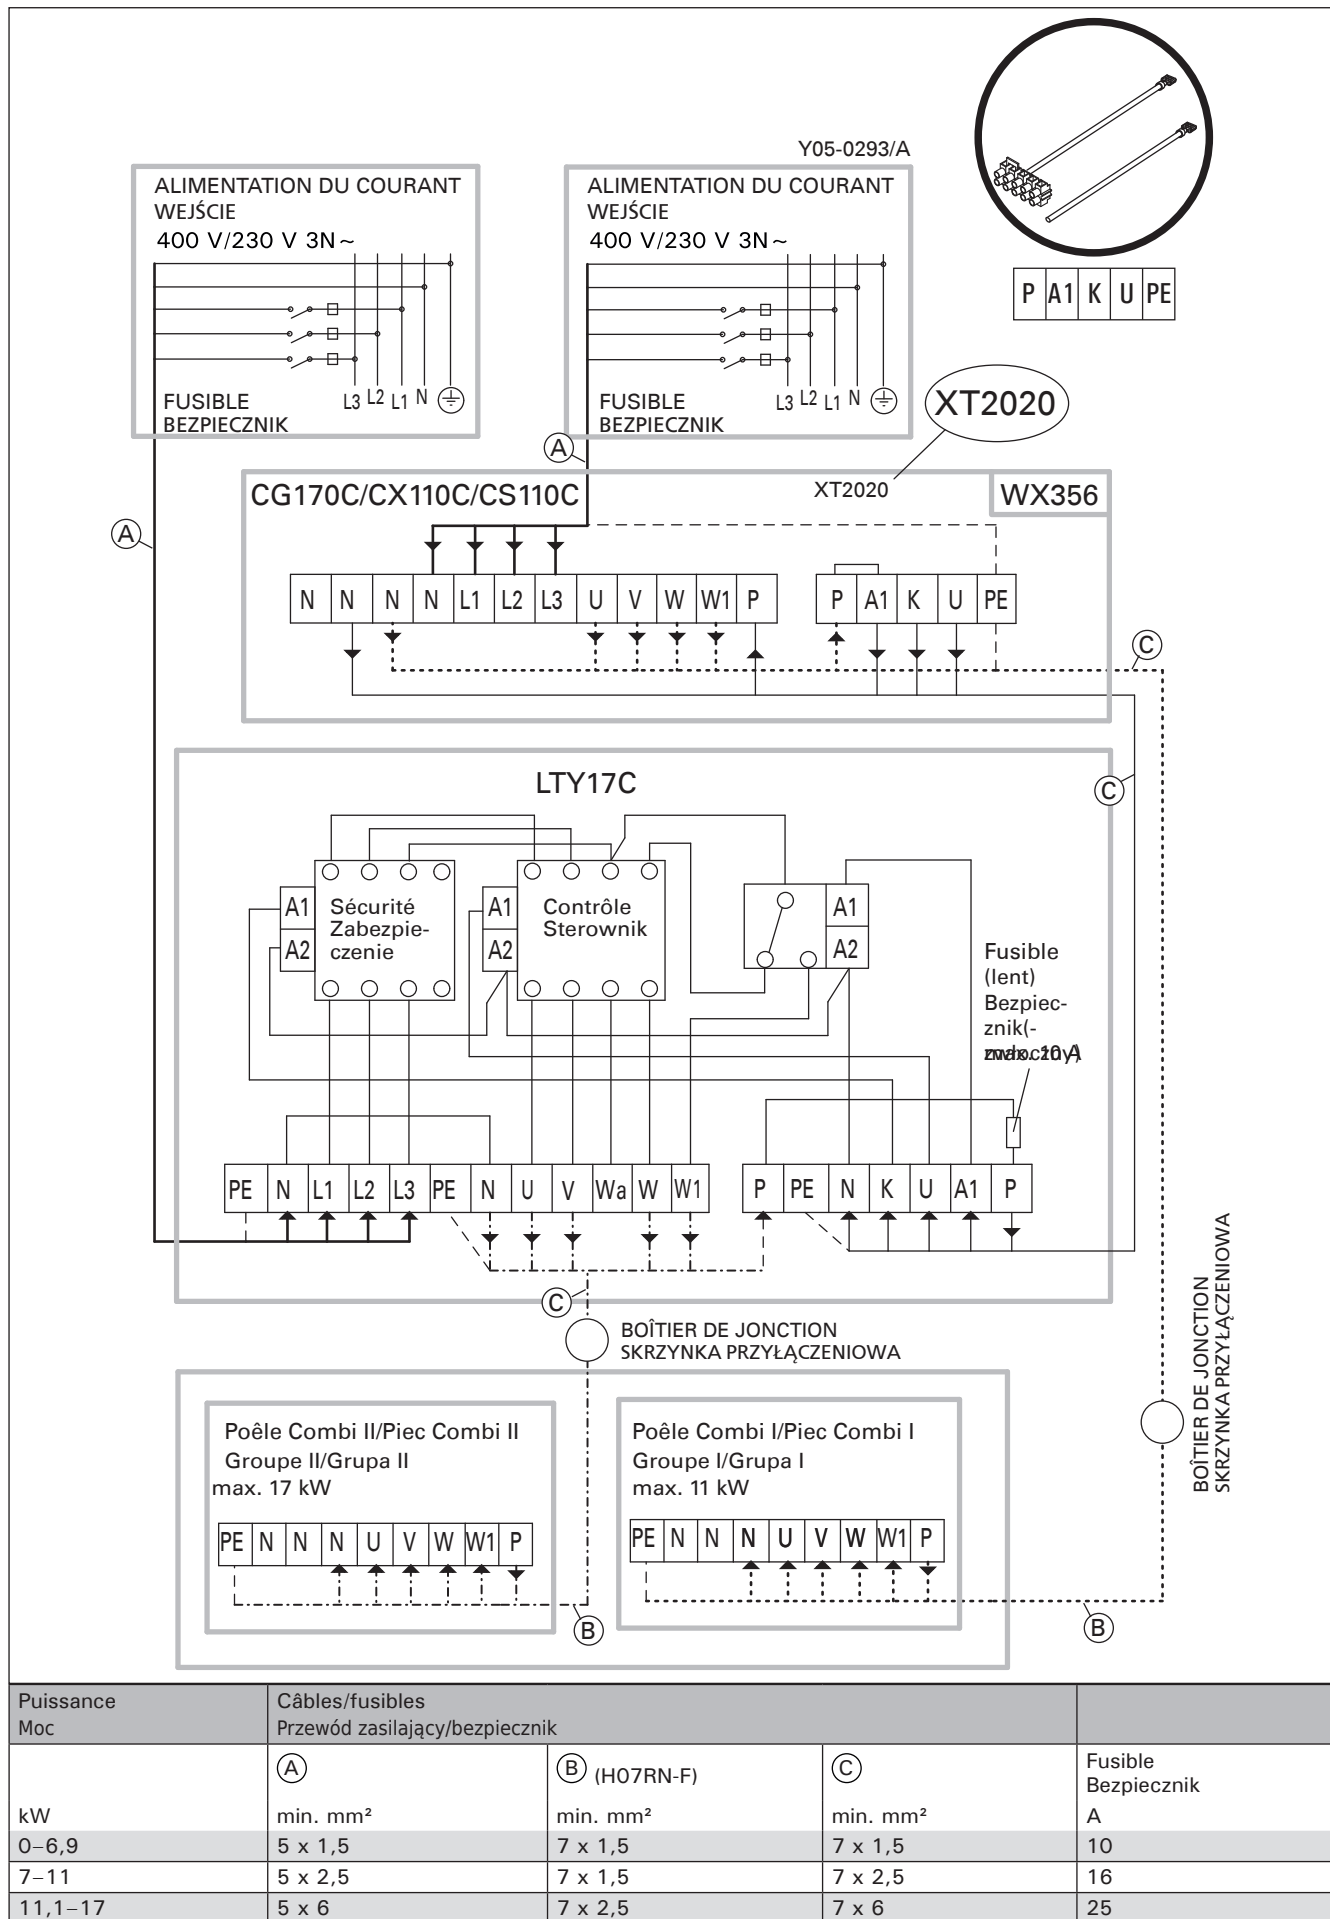 Y05-0293/A
ALIMENTATION DU COURANT
WEJŚCIE
400 V/230 V 3N~
L3 L2 L1 N
FUSIBLE
BEZPIECZNIK
ALIMENTATION DU COURANT
WEJŚCIE
400 V/230 V 3N~
L3 L2 L1 N
FUSIBLE
BEZPIECZNIK
P A1 K U PE
XT2020
A
A
CG170C/CX110C/CS110C
XT2020
WX356
N N N N L1 L2 L3 U V W W1 P
P A1 K U PE
C
LTY17C
C
A1
A2
Sécurité
Zabezpie-
czenie
A1
A2
Contrôle
Sterownik
A1
A2
Fusible
(lent)
Bezpiec-
znik(-
zwłoczny)
max. 10 A
PE N L1 L2 L3 PE N U V Wa W W1
P PE N K U A1 P
C
BOÎTIER DE JONCTION
SKRZYNKA PRZYŁĄCZENIOWA
BOÎTIER DE JONCTION
SKRZYNKA PRZYŁĄCZENIOWA
Poêle Combi II/Piec Combi II
Groupe II/Grupa II
max. 17 kW
PE N N N U V W W1 P
B
Poêle Combi I/Piec Combi I
Groupe I/Grupa I
max. 11 kW
PE N N N U V W W1 P
B
Puissance
Moc
Câbles/fusibles
Przewód zasilający/bezpiecznik
A
B (H07RN-F)
C
Fusible
Bezpiecznik
kW min. mm² min. mm² min. mm² A
0–6,9 5 x 1,5 7 x 1,5 7 x 1,5 10
7–11 5 x 2,5 7 x 1,5 7 x 2,5 16
11,1–17 5 x 6 7 x 2,5 7 x 6 25